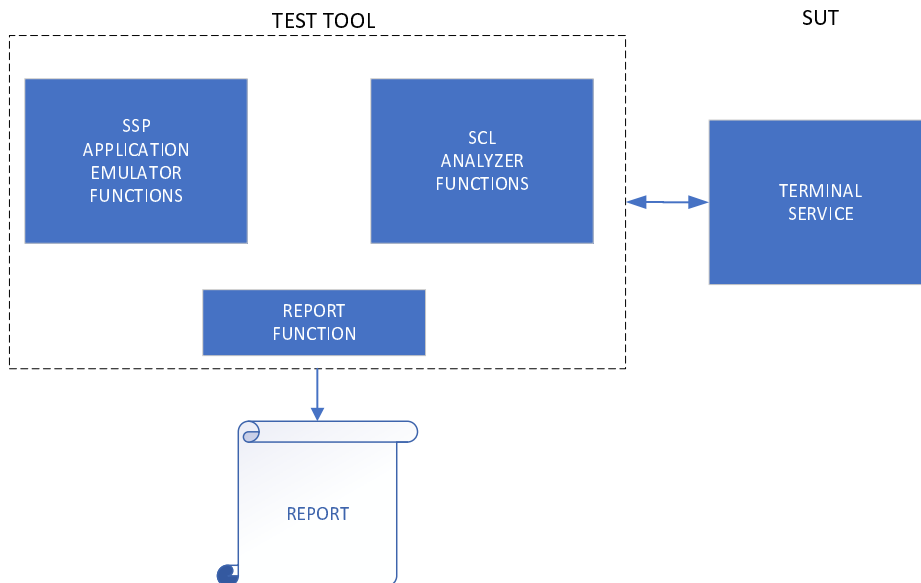 TEST TOOL
SUT
SSP
APPLICATION
EMULATOR
FUNCTIONS
SCL
ANALYZER
FUNCTIONS
TERMINAL
SERVICE
REPORT
FUNCTION
REPORT